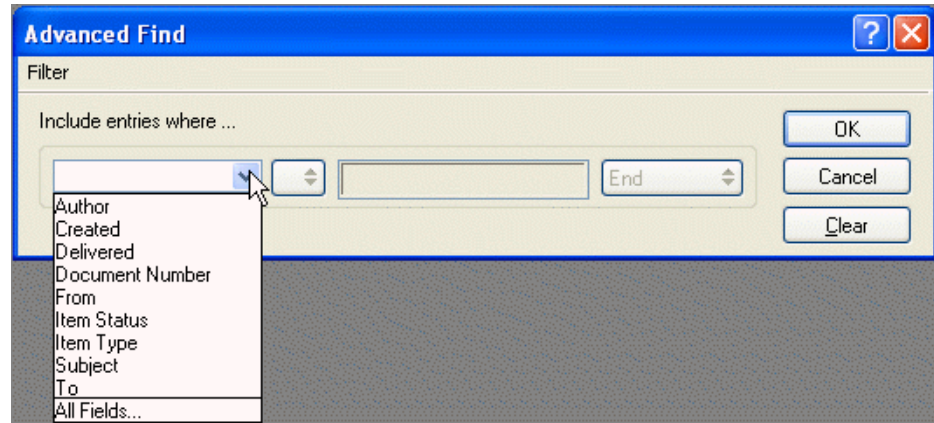 Advanced Find
Filter
Include entries where ...
OK
End
Cancel
Clear
Author
Created
Delivered
Document Number
From
Item Status
Item Type
Subject
To
All Fields...